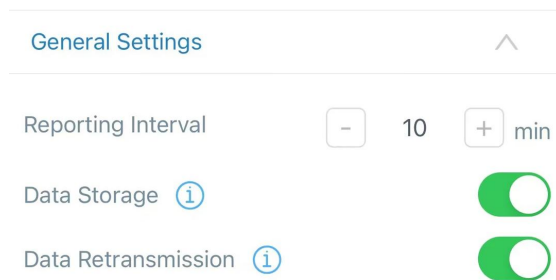 General Settings
Reporting Interval - 10 + min
Data Storage i
Data Retransmission i